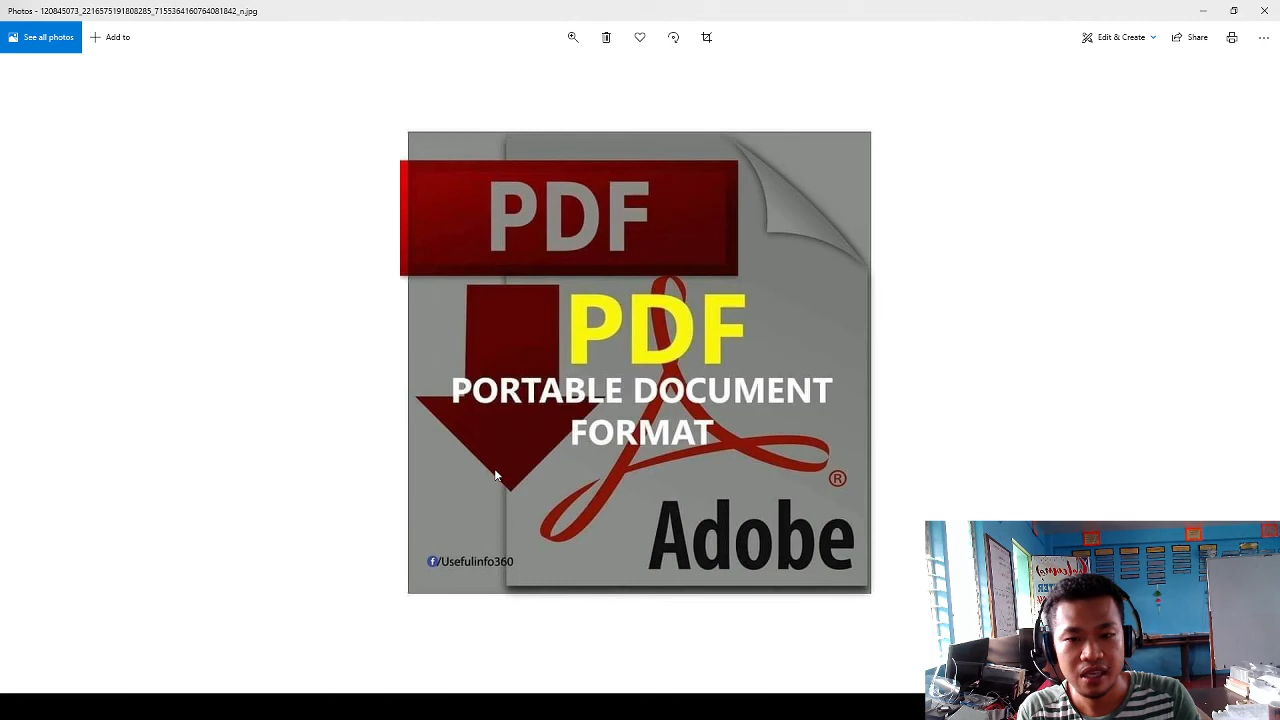 Photos - 120845073_2216575191808285_7155364160764081842_n.jpg
See all photos
Add to
Edit & Create
Share
PDF
PDF
PORTABLE DOCUMENT
FORMAT
®
Adobe
f/Usefulinfo360